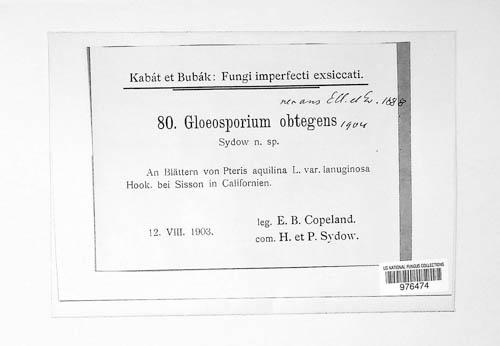 Kabát et Bubák: Fungi imperfecti exsiccati.
non ans Ell. et Ev. 1888
80. Gloeosporium obtegens 1904
Sydow n. sp.
An Blättern von Pteris aquilina L. var. lanuginosa
Hook. bei Sisson in Californien.
12. VIII. 1903.
leg. E. B. Copeland.
com. H. et P. Sydow.
US NATIONAL FUNGUS COLLECTIONS
976474